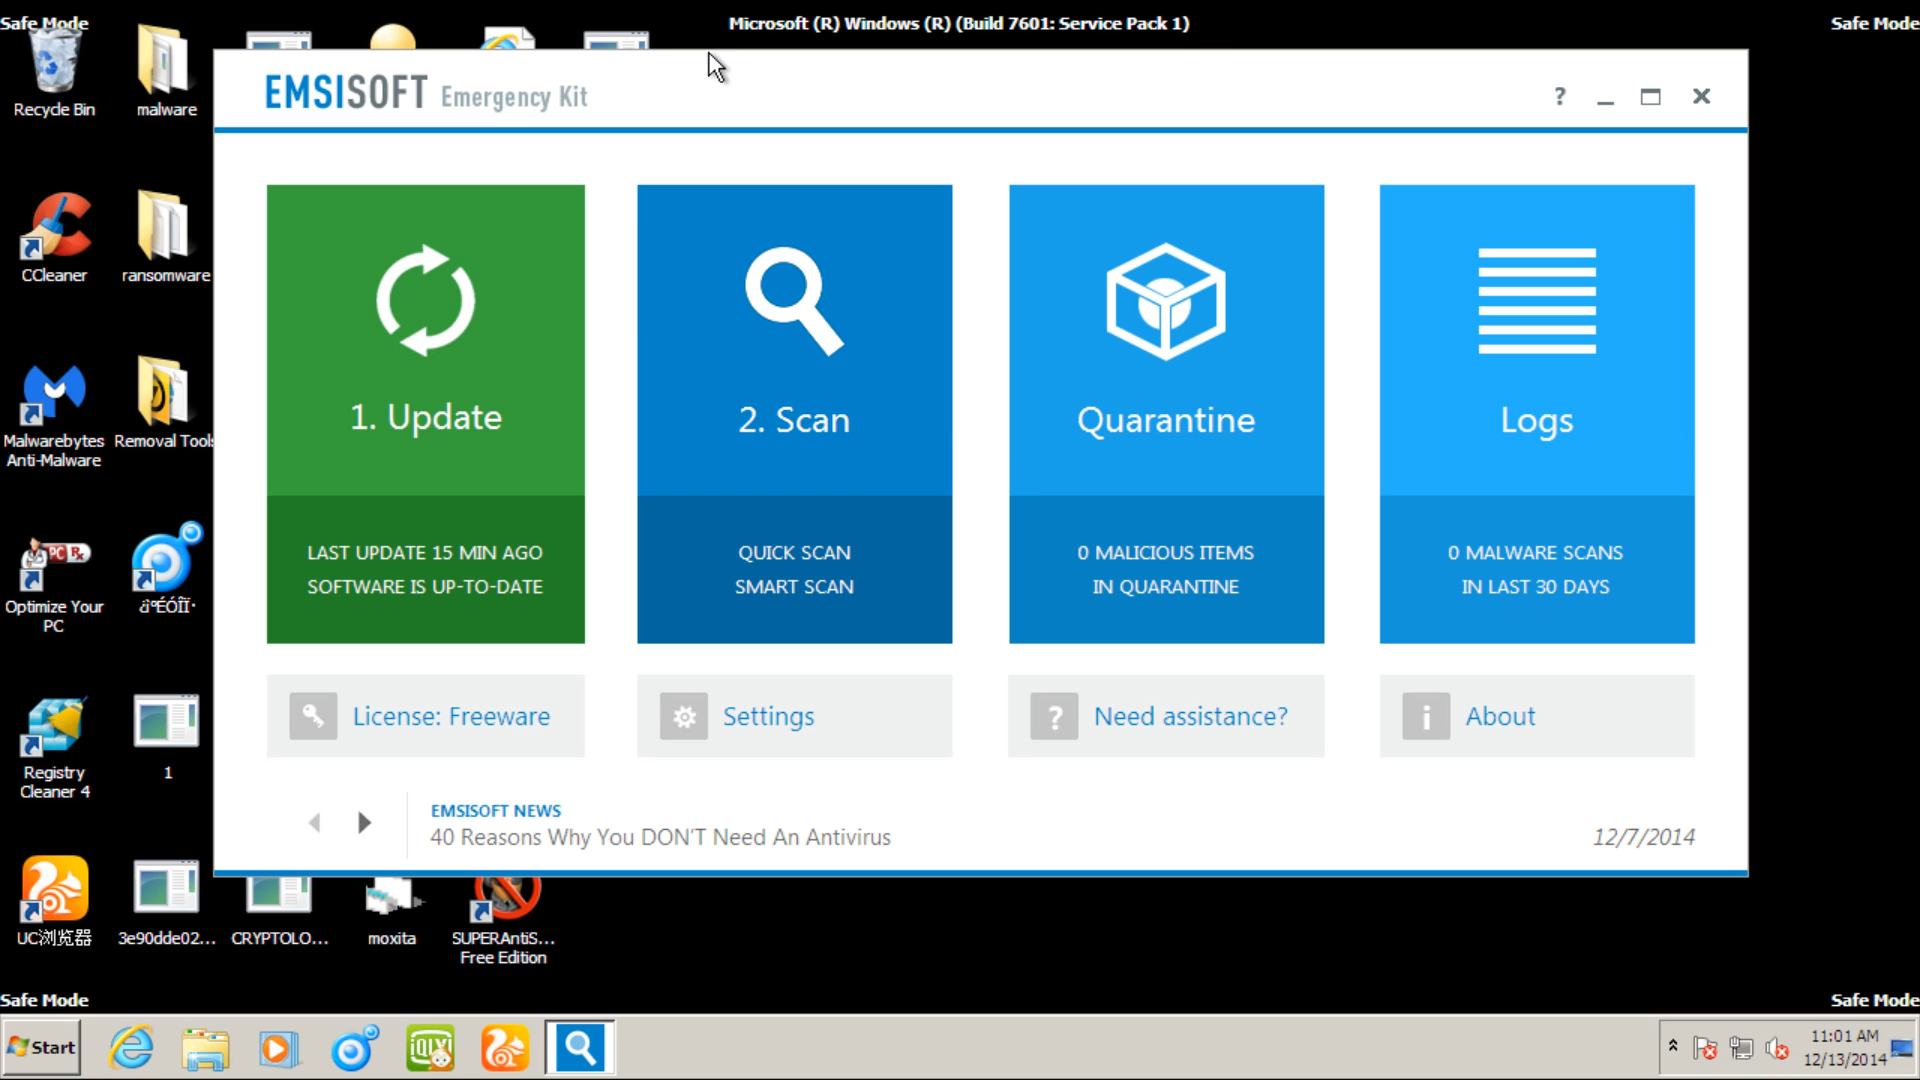 Safe Mode
Microsoft (R) Windows (R) (Build 7601: Service Pack 1)
Safe Mode
Recycle Bin
malware
CCleaner
ransomware
Malwarebytes
Anti-Malware
Removal Tools
Optimize Your
PC
Registry
Cleaner 4
1
UC浏览器
3e90dde02...
CRYPTOLO...
moxita
SUPERAntiS...
Free Edition
EMSISOFT Emergency Kit
?
1. Update
LAST UPDATE 15 MIN AGO
SOFTWARE IS UP-TO-DATE
2. Scan
QUICK SCAN
SMART SCAN
Quarantine
0 MALICIOUS ITEMS
IN QUARANTINE
Logs
0 MALWARE SCANS
IN LAST 30 DAYS
License: Freeware
Settings
? Need assistance?
i About
EMSISOFT NEWS
40 Reasons Why You DON'T Need An Antivirus
12/7/2014
Safe Mode
Safe Mode
Start
11:01 AM
12/13/2014